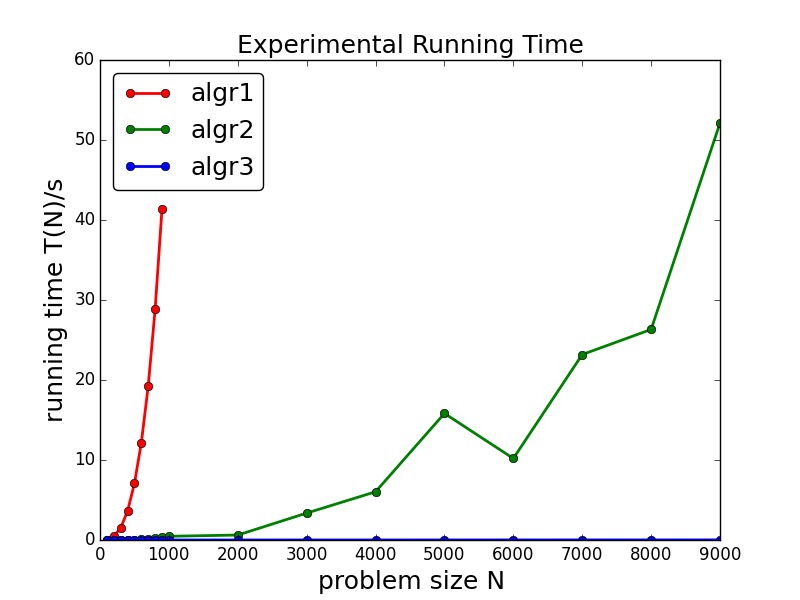 Experimental Running Time
60
50
40
30
20
10
0
running time T(N)/s
algr1
algr2
algr3
0 1000 2000 3000 4000 5000 6000 7000 8000 9000
problem size N